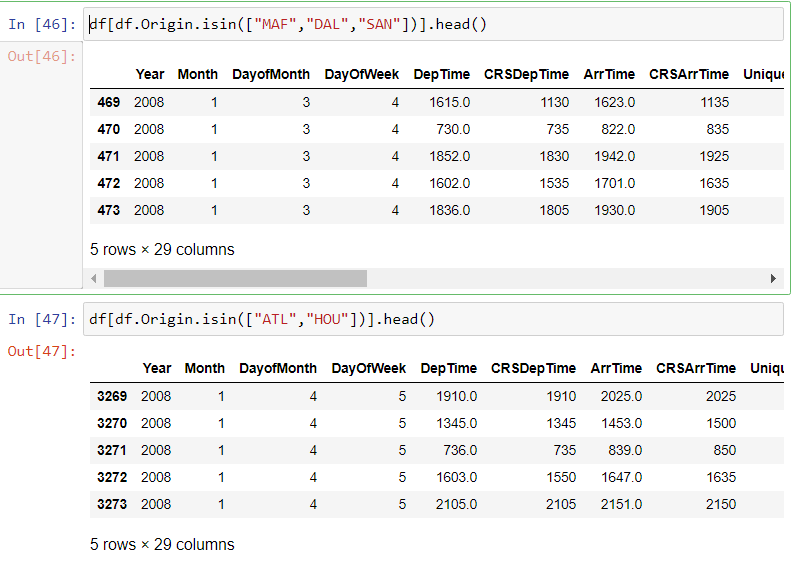 In [46]: df[df.Origin.isin(["MAF","DAL","SAN"])].head()
Out[46]:
Year Month DayofMonth DayOfWeek DepTime CRSDepTime ArrTime CRSArrTime Unique
469 2008 1 3 4 1615.0 1130 1623.0 1135
470 2008 1 3 4 730.0 735 822.0 835
471 2008 1 3 4 1852.0 1830 1942.0 1925
472 2008 1 3 4 1602.0 1535 1701.0 1635
473 2008 1 3 4 1836.0 1805 1930.0 1905
5 rows × 29 columns
In [47]: df[df.Origin.isin(["ATL","HOU"])].head()
Out[47]:
Year Month DayofMonth DayOfWeek DepTime CRSDepTime ArrTime CRSArrTime Uniqu
3269 2008 1 4 5 1910.0 1910 2025.0 2025
3270 2008 1 4 5 1345.0 1345 1453.0 1500
3271 2008 1 4 5 736.0 735 839.0 850
3272 2008 1 4 5 1603.0 1550 1647.0 1635
3273 2008 1 4 5 2105.0 2105 2151.0 2150
5 rows × 29 columns